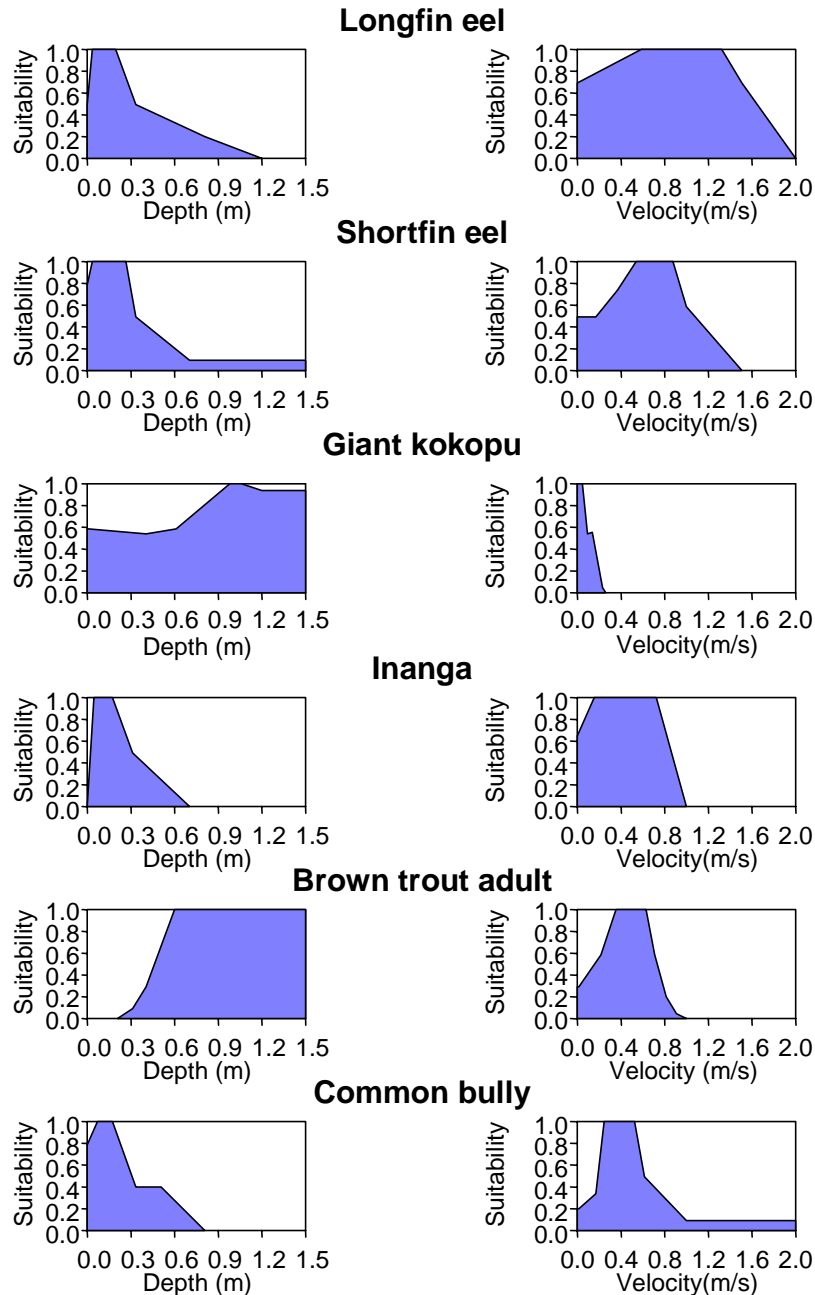 Longfin eel
Suitability
1.0
0.8
0.6
0.4
0.2
0.0
0.0 0.3 0.6 0.9 1.2 1.5
Depth (m)
Suitability
1.0
0.8
0.6
0.4
0.2
0.0
0.0 0.4 0.8 1.2 1.6 2.0
Velocity(m/s)
Shortfin eel
Suitability
1.0
0.8
0.6
0.4
0.2
0.0
0.0 0.3 0.6 0.9 1.2 1.5
Depth (m)
Suitability
1.0
0.8
0.6
0.4
0.2
0.0
0.0 0.4 0.8 1.2 1.6 2.0
Velocity(m/s)
Giant kokopu
Suitability
1.0
0.8
0.6
0.4
0.2
0.0
0.0 0.3 0.6 0.9 1.2 1.5
Depth (m)
Suitability
1.0
0.8
0.6
0.4
0.2
0.0
0.0 0.4 0.8 1.2 1.6 2.0
Velocity(m/s)
Inanga
Suitability
1.0
0.8
0.6
0.4
0.2
0.0
0.0 0.3 0.6 0.9 1.2 1.5
Depth (m)
Suitability
1.0
0.8
0.6
0.4
0.2
0.0
0.0 0.4 0.8 1.2 1.6 2.0
Velocity(m/s)
Brown trout adult
Suitability
1.0
0.8
0.6
0.4
0.2
0.0
0.0 0.3 0.6 0.9 1.2 1.5
Depth (m)
Suitability
1.0
0.8
0.6
0.4
0.2
0.0
0.0 0.4 0.8 1.2 1.6 2.0
Velocity (m/s)
Common bully
Suitability
1.0
0.8
0.6
0.4
0.2
0.0
0.0 0.3 0.6 0.9 1.2 1.5
Depth (m)
Suitability
1.0
0.8
0.6
0.4
0.2
0.0
0.0 0.4 0.8 1.2 1.6 2.0
Velocity(m/s)